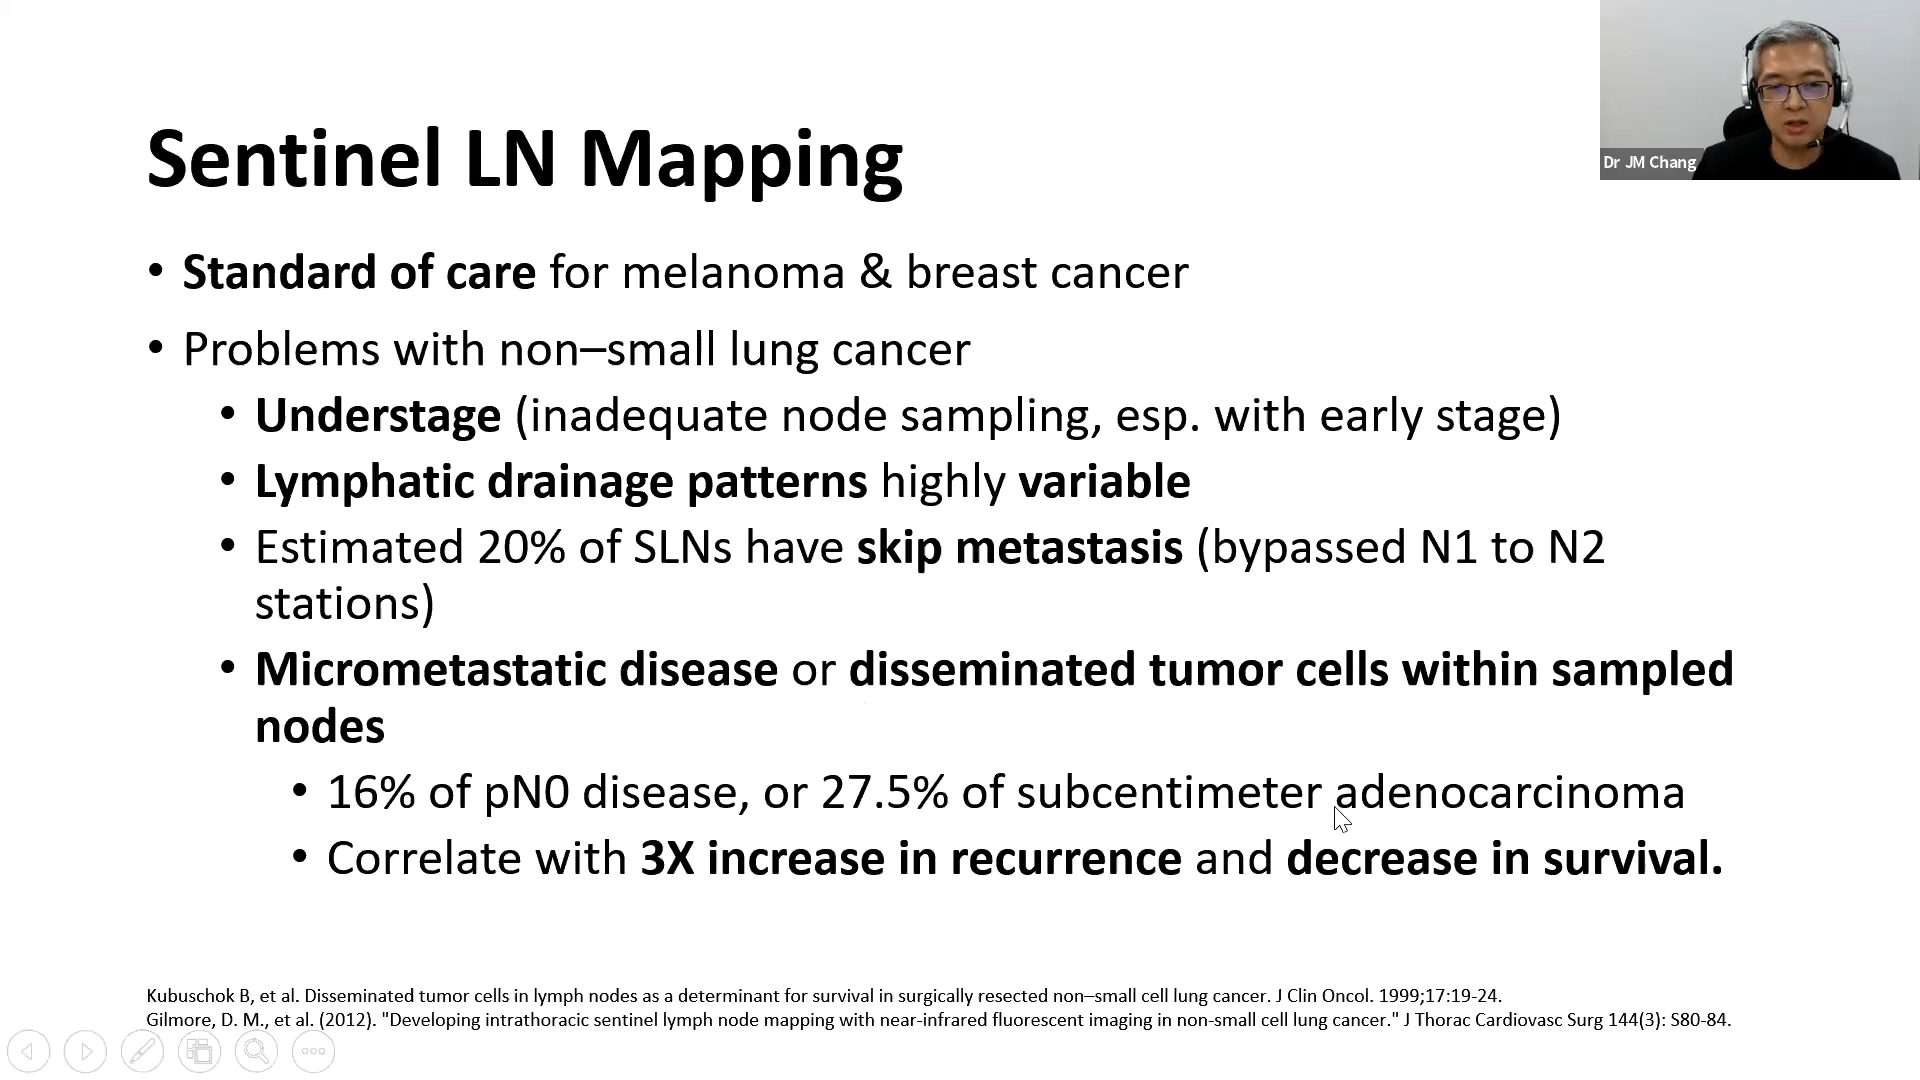 Dr JM Chang
Sentinel LN Mapping
• Standard of care for melanoma & breast cancer
• Problems with non–small lung cancer
• Understage (inadequate node sampling, esp. with early stage)
• Lymphatic drainage patterns highly variable
• Estimated 20% of SLNs have skip metastasis (bypassed N1 to N2
stations)
• Micrometastatic disease or disseminated tumor cells within sampled
nodes
• 16% of pN0 disease, or 27.5% of subcentimeter adenocarcinoma
• Correlate with 3X increase in recurrence and decrease in survival.
Kubuschok B, et al. Disseminated tumor cells in lymph nodes as a determinant for survival in surgically resected non–small cell lung cancer. J Clin Oncol. 1999;17:19-24.
Gilmore, D. M., et al. (2012). "Developing intrathoracic sentinel lymph node mapping with near-infrared fluorescent imaging in non-small cell lung cancer." J Thorac Cardiovasc Surg 144(3): S80-84.